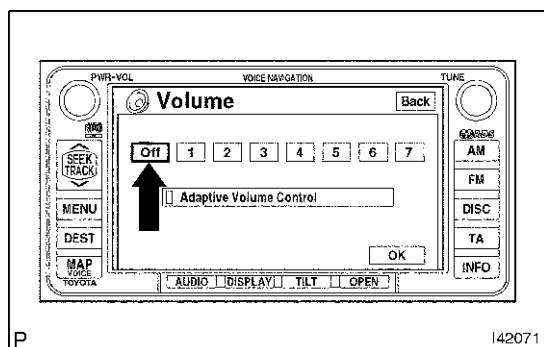 PWR-VOL
VOICE NAVIGATION
TUNE
Volume
Back
Off 1 2 3 4 5 6 7
Adaptive Volume Control
OK
SEEK
TRACK
MENU
DEST
MAP
VOICE
TOYOTA
AM
FM
DISC
TA
INFO
AUDIO DISPLAY TILT OPEN
P
I42071